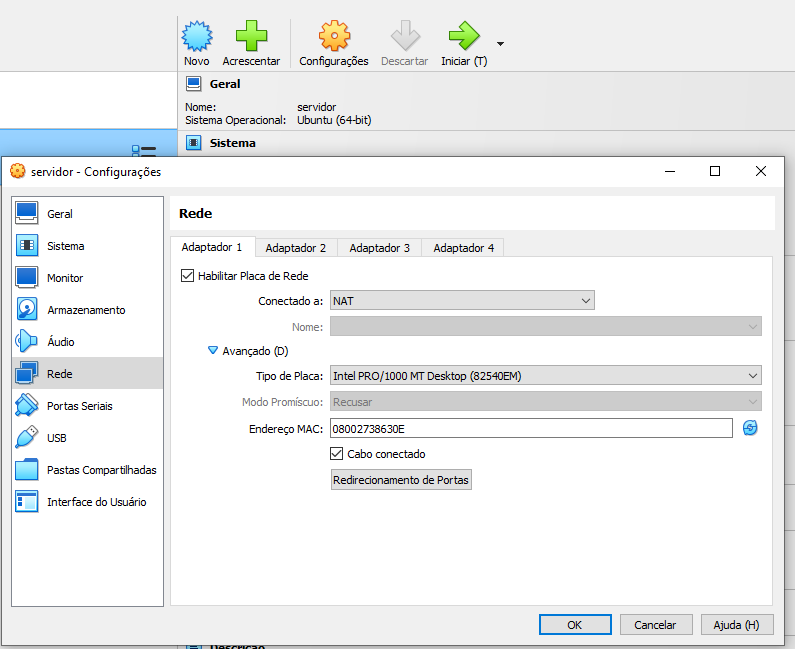 Novo Acrescentar Configurações Descartar Iniciar (T)
Geral
Nome: servidor
Sistema Operacional: Ubuntu (64-bit)
Sistema
servidor - Configurações
Geral
Sistema
Monitor
Armazenamento
Áudio
Rede
Portas Seriais
USB
Pastas Compartilhadas
Interface do Usuário
Rede
Adaptador 1 Adaptador 2 Adaptador 3 Adaptador 4
Habilitar Placa de Rede
Conectado a: NAT
Nome:
Avançado (D)
Tipo de Placa: Intel PRO/1000 MT Desktop (82540EM)
Modo Promíscuo: Recusar
Endereço MAC: 08002738630E
Cabo conectado
Redirecionamento de Portas
OK Cancelar Ajuda (H)
Descrição